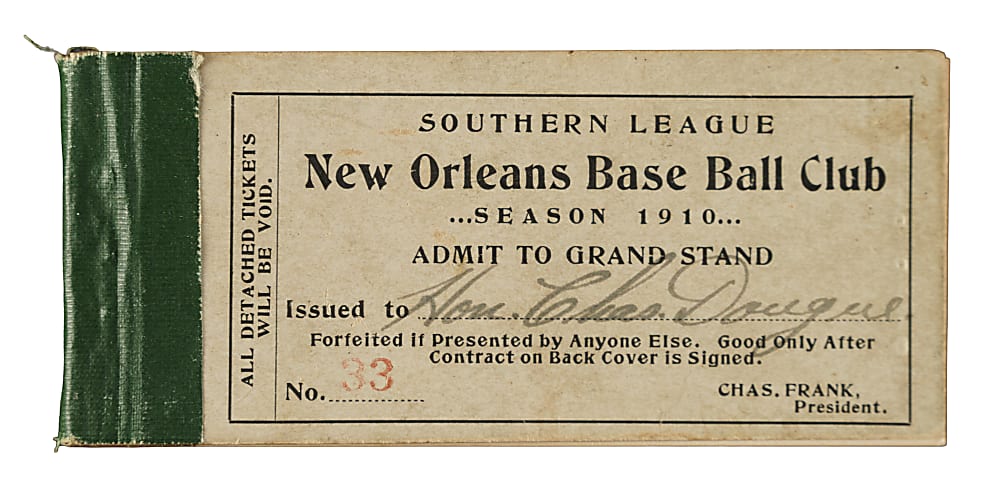 SOUTHERN LEAGUE
New Orleans Base Ball Club
...SEASON 1910...
ADMIT TO GRAND STAND
Issued to Hon. Chas. Dongue.
Forfeited if Presented by Anyone Else. Good Only After
Contract on Back Cover is Signed.
No. 33
CHAS. FRANK,
President.
ALL DETACHED TICKETS
WILL BE VOID.